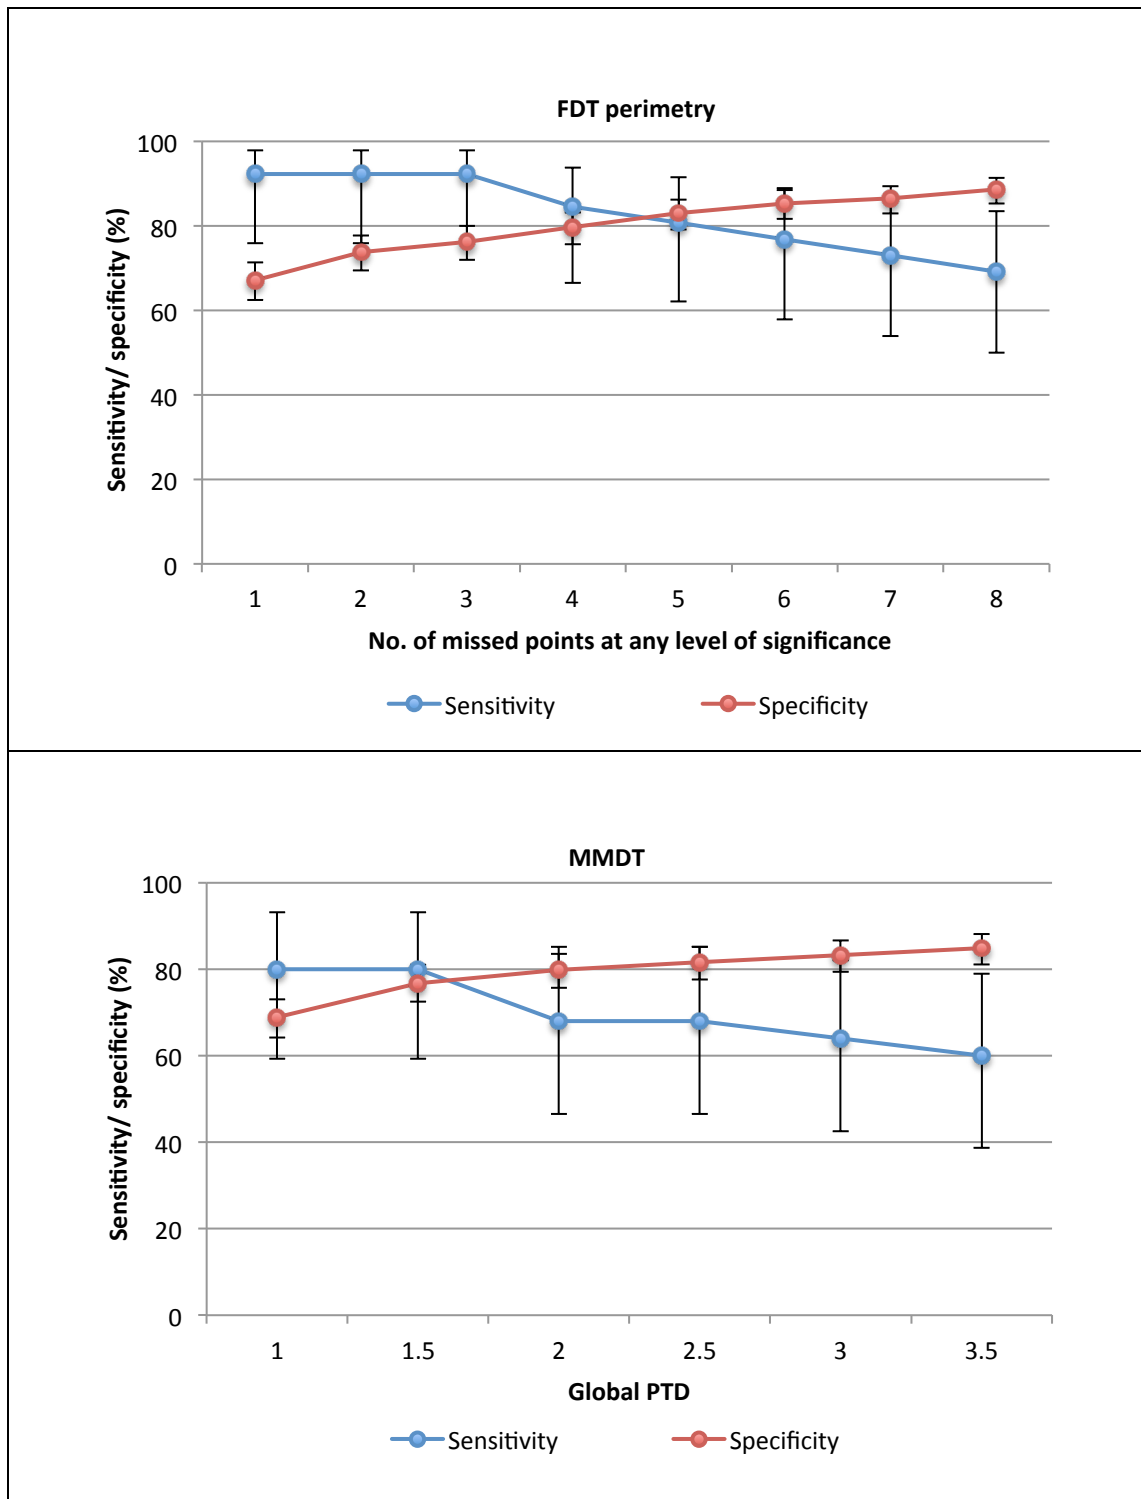 FDT perimetry
Sensitivity/ specificity (%)
100
80
60
40
20
0
1 2 3 4 5 6 7 8
No. of missed points at any level of significance
Sensitivity Specificity
MMDT
Sensitivity/ specificity (%)
100
80
60
40
20
0
1 1.5 2 2.5 3 3.5
Global PTD
Sensitivity Specificity